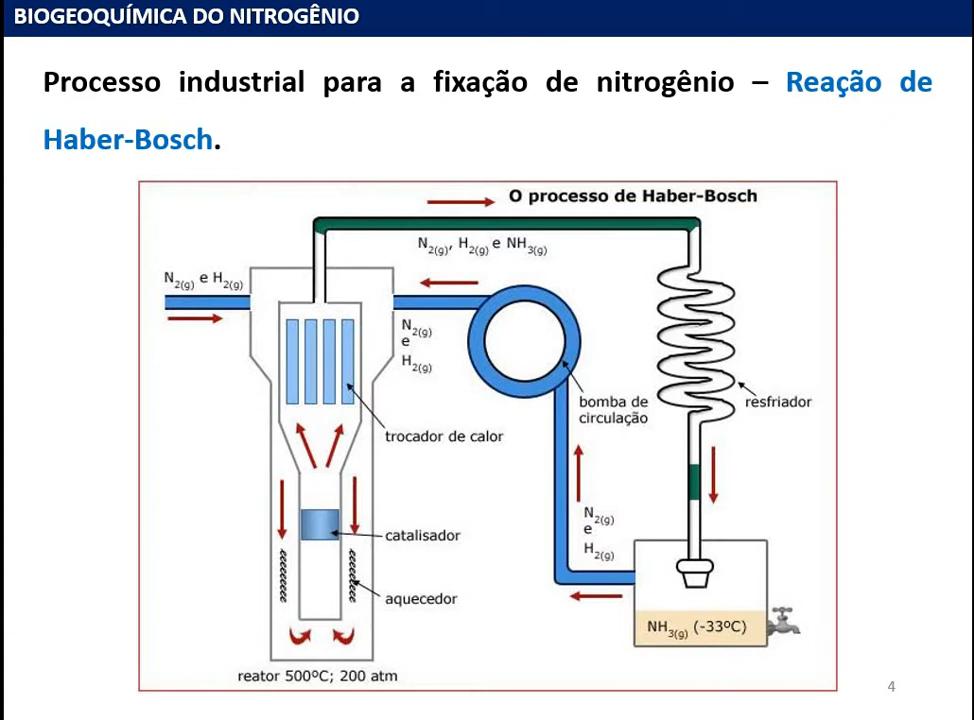 BIOGEOQUÍMICA DO NITROGÊNIO
Processo industrial para a fixação de nitrogênio – Reação de
Haber-Bosch.
O processo de Haber-Bosch
N2(g), H2(g) e NH3(g)
N2(g) e H2(g)
N2(g)
e
H2(g)
bomba de
circulação
resfriador
trocador de calor
catalisador
N2(g)
e
H2(g)
aquecedor
NH3(g) (-33ºC)
reator 500ºC; 200 atm
4